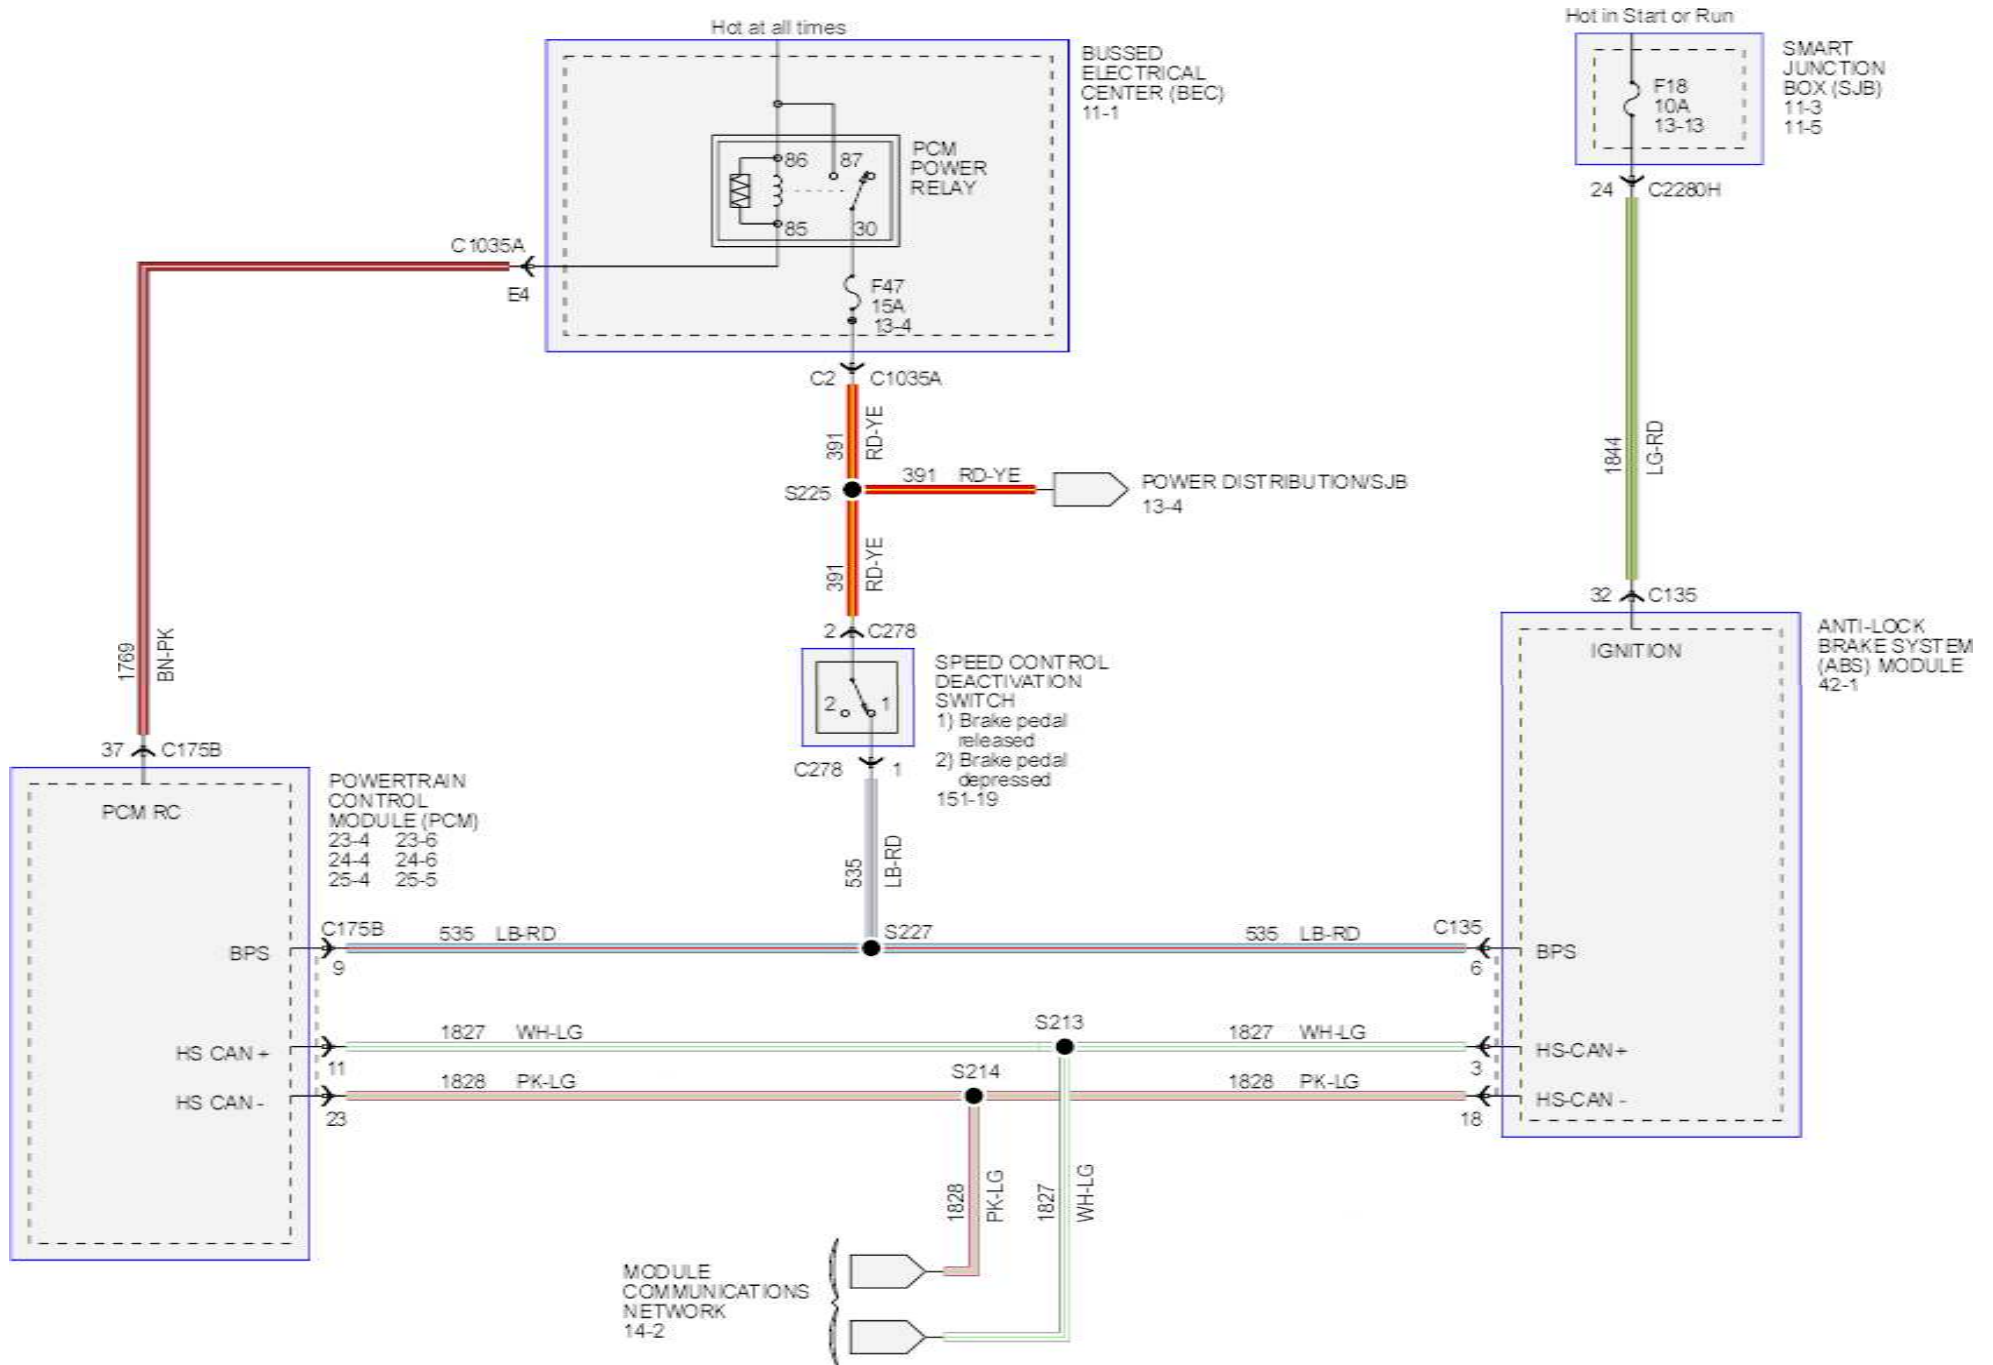 Hot at all times
BUSSED
ELECTRICAL
CENTER (BEC)
11-1
PCM
POWER
RELAY
86
87
85
30
F47
15A
13-4
C1035A
E4
C2
C1035A
Hot in Start or Run
SMART
JUNCTION
BOX (SJB)
11-3
11-5
F18
10A
13-13
24
C2280H
1844
LG-RD
32
C135
391
RD-YE
S225
391
RD-YE
POWER DISTRIBUTION/SJB
13-4
391
RD-YE
2
C278
SPEED CONTROL
DEACTIVATION
SWITCH
1) Brake pedal
released
2) Brake pedal
depressed
151-19
2
1
C278
1
535
LB-RD
1769
BN-PK
37
C175B
POWERTRAIN
CONTROL
MODULE (PCM)
23-4 23-6
24-4 24-6
25-4 25-5
PCM RC
ANTI-LOCK
BRAKE SYSTEM
(ABS) MODULE
42-1
IGNITION
BPS
C175B
9
535 LB-RD
S227
535 LB-RD
C135
6
BPS
HS CAN +
11
1827 WH-LG
S213
1827 WH-LG
3
HS-CAN+
HS CAN -
23
1828 PK-LG
S214
1828 PK-LG
18
HS-CAN -
1828
PK-LG
1827
WH-LG
MODULE
COMMUNICATIONS
NETWORK
14-2